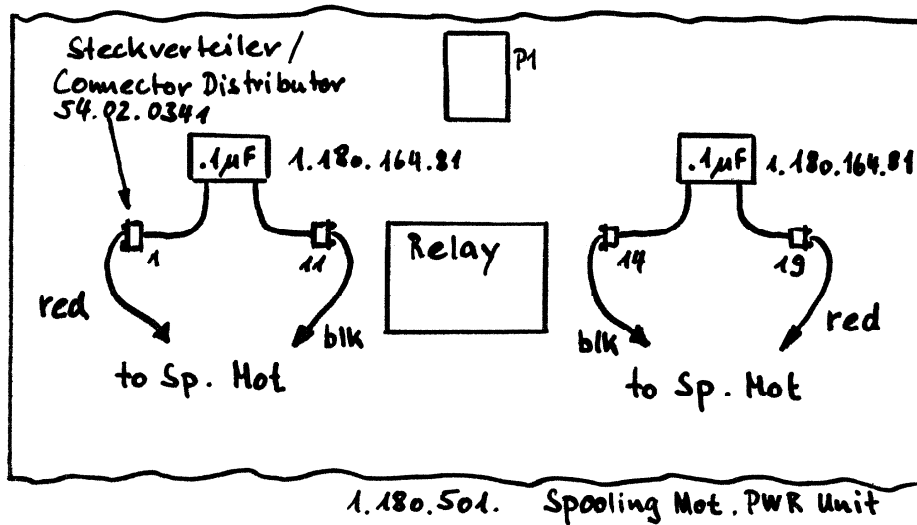 Steckverteiler/
Connector Distributor
54.02.0341
P1
.1µF 1.180.164.81
.1µF 1.180.164.81
1
11
Relay
14
19
red
blk
blk
red
to Sp. Mot
to Sp. Mot
1.180.501. Spooling Mot. PWR Unit